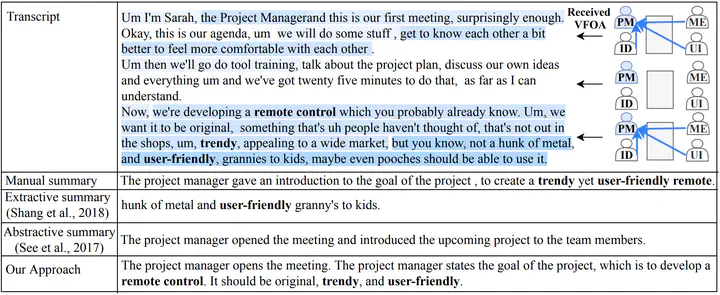 Transcript
Um I'm Sarah, the Project Managerand this is our first meeting, surprisingly enough.
Okay, this is our agenda, um we will do some stuff , get to know each other a bit
better to feel more comfortable with each other .
Um then we'll go do tool training, talk about the project plan, discuss our own ideas
and everything um and we've got twenty five minutes to do that, as far as I can
understand.
Now, we're developing a remote control which you probably already know. Um, we
want it to be original, something that's uh people haven't thought of, that's not out in
the shops, um, trendy, appealing to a wide market, but you know, not a hunk of metal,
and user-friendly, grannies to kids, maybe even pooches should be able to use it.
Received
VFOA
PM
ME
ID
UI
PM
ME
ID
UI
PM
ME
ID
UI
Manual summary
The project manager gave an introduction to the goal of the project , to create a trendy yet user-friendly remote.
Extractive summary
(Shang et al., 2018)
hunk of metal and user-friendly granny's to kids.
Abstractive summary
(See et al., 2017)
The project manager opened the meeting and introduced the upcoming project to the team members.
Our Approach
The project manager opens the meeting. The project manager states the goal of the project, which is to develop a
remote control. It should be original, trendy, and user-friendly.